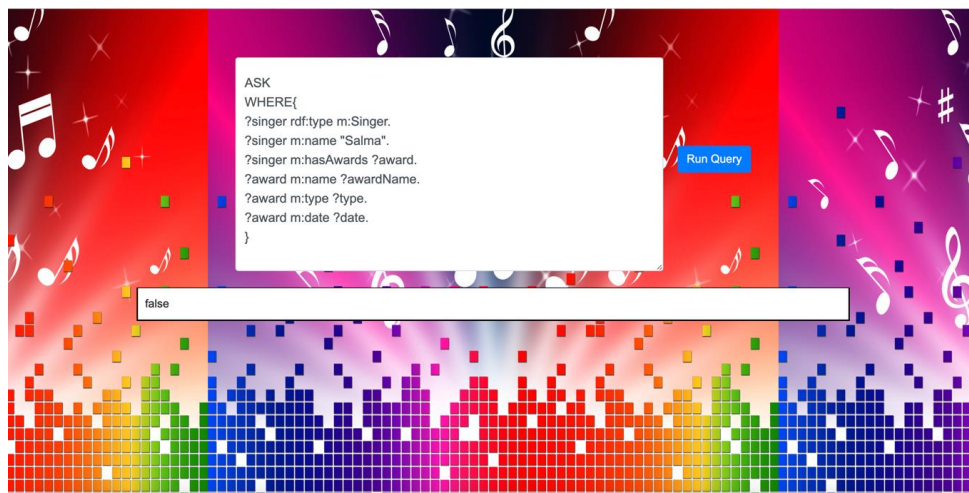 ASK
WHERE{
?singer rdf:type m:Singer.
?singer m:name "Salma".
?singer m:hasAwards ?award.
?award m:name ?awardName.
?award m:type ?type.
?award m:date ?date.
}
Run Query
false